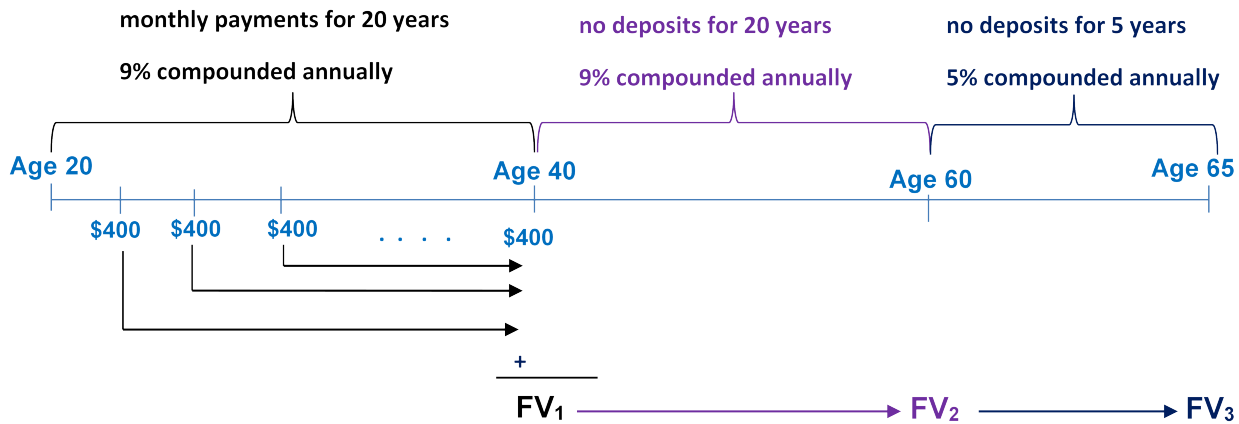 monthly payments for 20 years
9% compounded annually
no deposits for 20 years
9% compounded annually
no deposits for 5 years
5% compounded annually
Age 20
Age 40
Age 60
Age 65
$400
$400
$400
. . . .
$400
+
FV₁
FV₂
FV₃